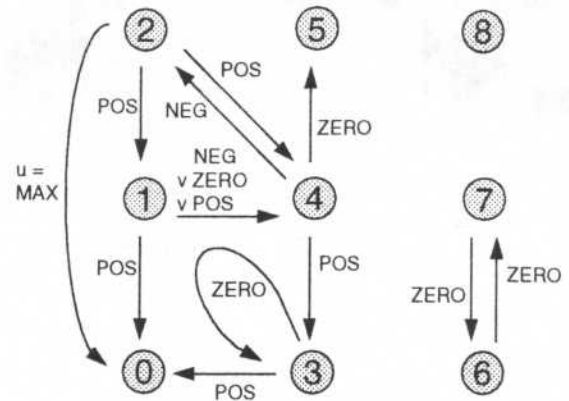 2
5
8
POS
POS
NEG
ZERO
u =
MAX
NEG
v ZERO
v POS
1
4
7
POS
ZERO
POS
ZERO
ZERO
0
POS
3
6